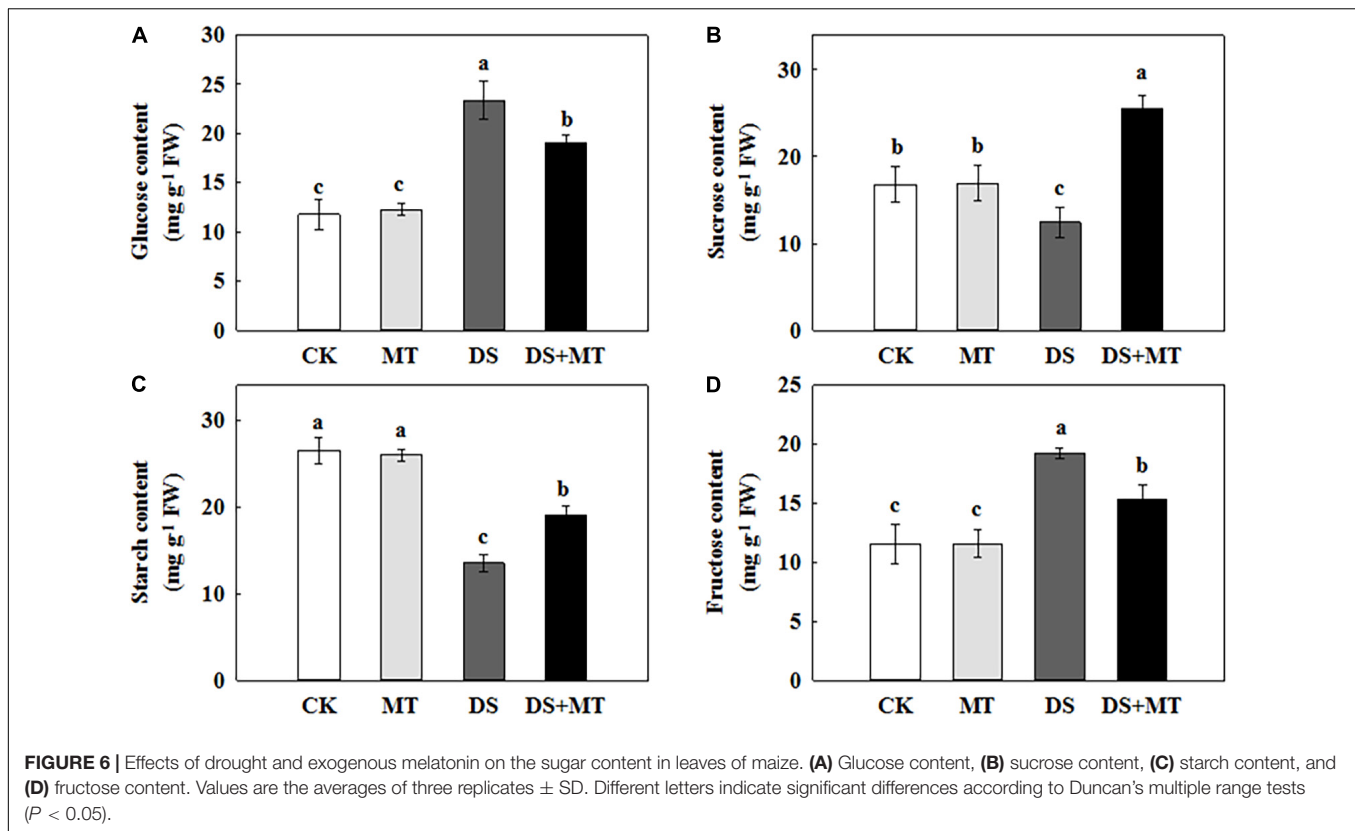 A
Glucose content
(mg g-1 FW)
30
25
20
15
10
5
0
c
c
a
b
CK MT DS DS+MT
B
Sucrose content
(mg g-1 FW)
30
20
10
0
b
b
c
a
CK MT DS DS+MT
C
Starch content
(mg g-1 FW)
30
20
10
0
a
a
c
b
CK MT DS DS+MT
D
Fructose content
(mg g-1 FW)
25
20
15
10
5
0
c
c
a
b
CK MT DS DS+MT
FIGURE 6 | Effects of drought and exogenous melatonin on the sugar content in leaves of maize. (A) Glucose content, (B) sucrose content, (C) starch content, and
(D) fructose content. Values are the averages of three replicates ± SD. Different letters indicate significant differences according to Duncan's multiple range tests
(P < 0.05).